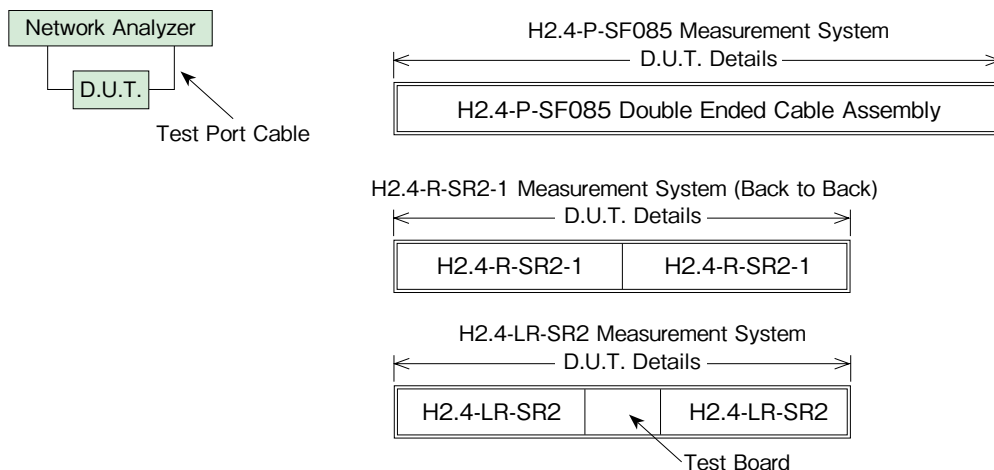 Network Analyzer
D.U.T.
Test Port Cable
H2.4-P-SF085 Measurement System
D.U.T. Details
H2.4-P-SF085 Double Ended Cable Assembly
H2.4-R-SR2-1 Measurement System (Back to Back)
D.U.T. Details
H2.4-R-SR2-1 H2.4-R-SR2-1
H2.4-LR-SR2 Measurement System
D.U.T. Details
H2.4-LR-SR2 H2.4-LR-SR2
Test Board